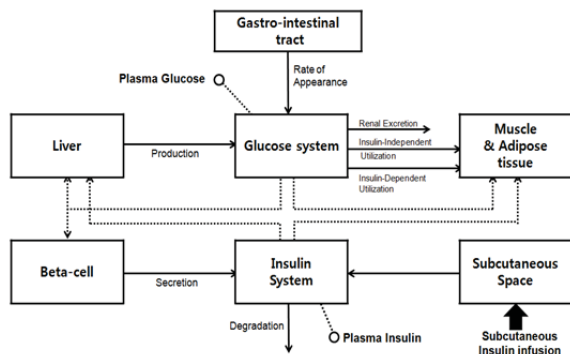 Gastro-intestinal
tract
Plasma Glucose
Rate of
Appearance
Liver
Production
Glucose system
Renal Excretion
Insulin-Independent
Utilization
Insulin-Dependent
Utilization
Muscle
& Adipose
tissue
Beta-cell
Secretion
Insulin
System
Subcutaneous
Space
Degradation
Plasma Insulin
Subcutaneous
Insulin infusion